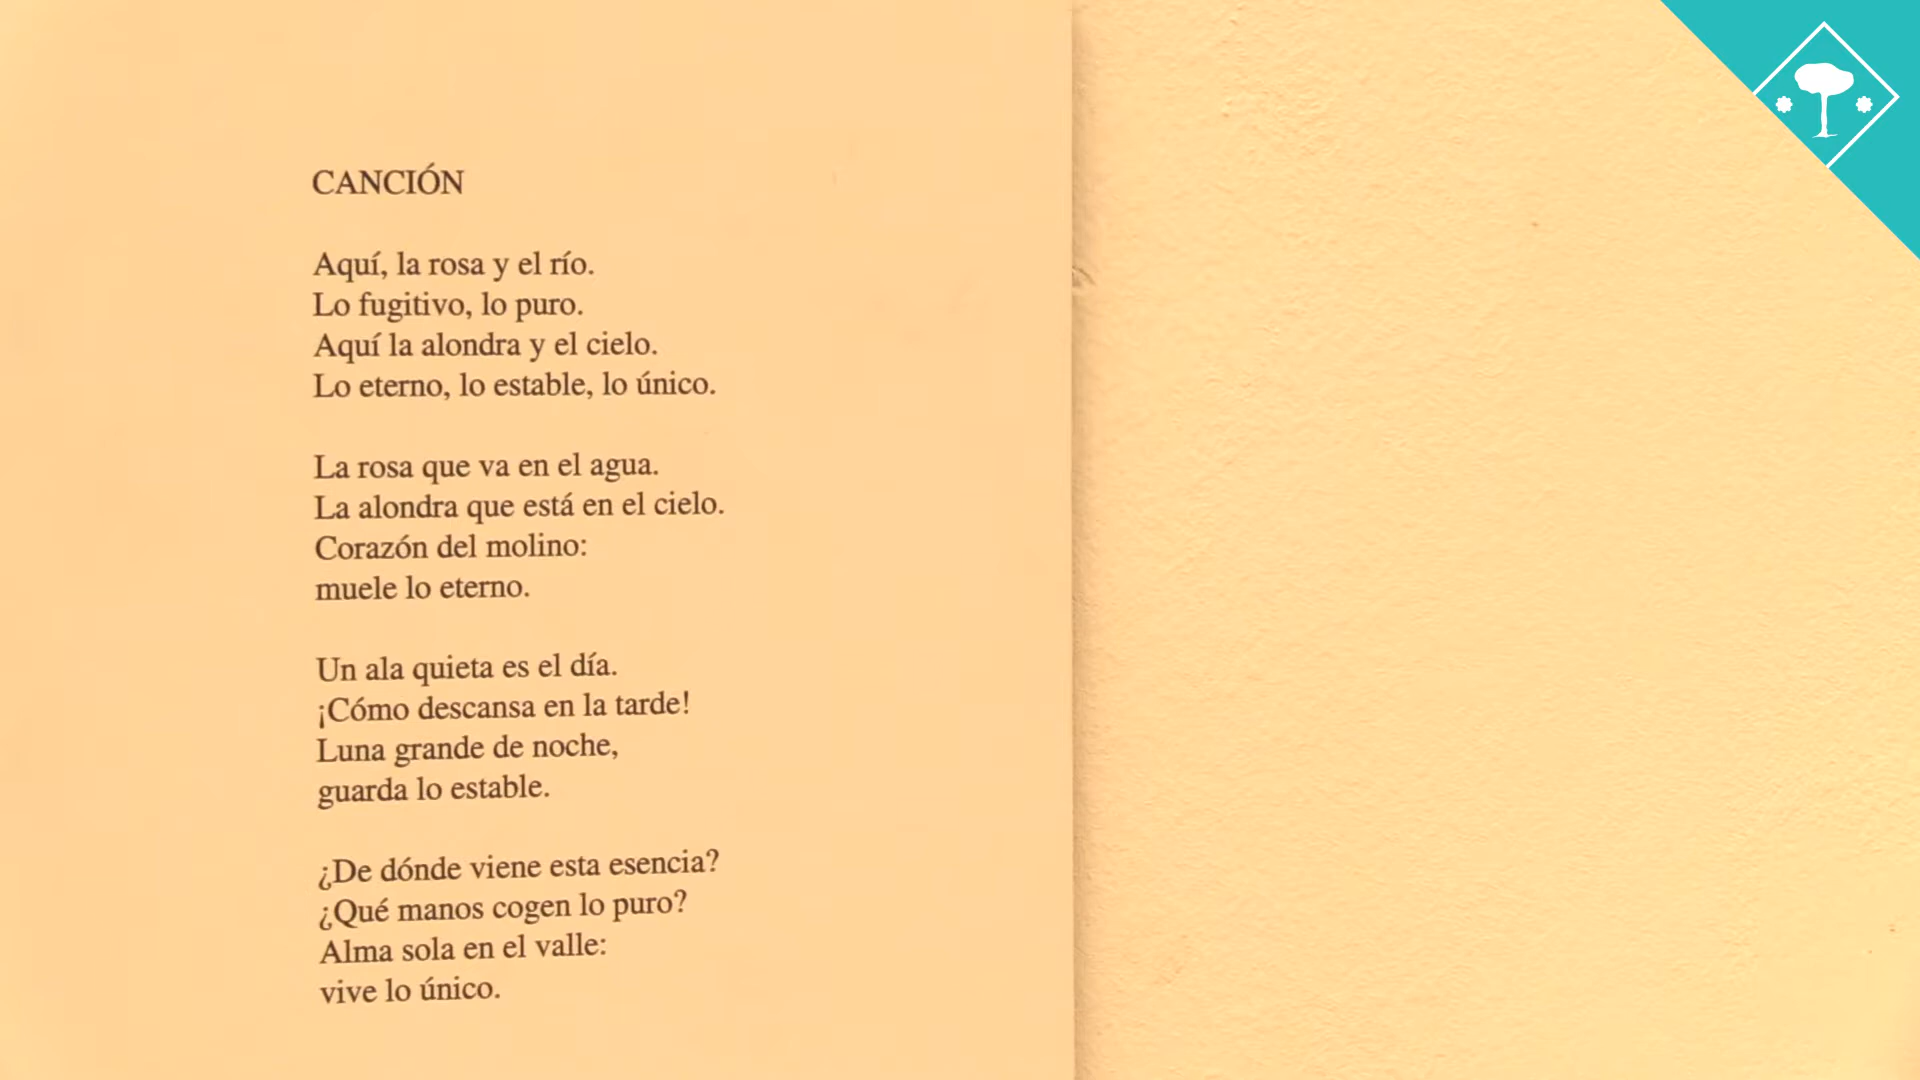 CANCIÓN
Aquí, la rosa y el río.
Lo fugitivo, lo puro.
Aquí la alondra y el cielo.
Lo eterno, lo estable, lo único.
La rosa que va en el agua.
La alondra que está en el cielo.
Corazón del molino:
muele lo eterno.
Un ala quieta es el día.
¡Cómo descansa en la tarde!
Luna grande de noche,
guarda lo estable.
¿De dónde viene esta esencia?
¿Qué manos cogen lo puro?
Alma sola en el valle:
vive lo único.